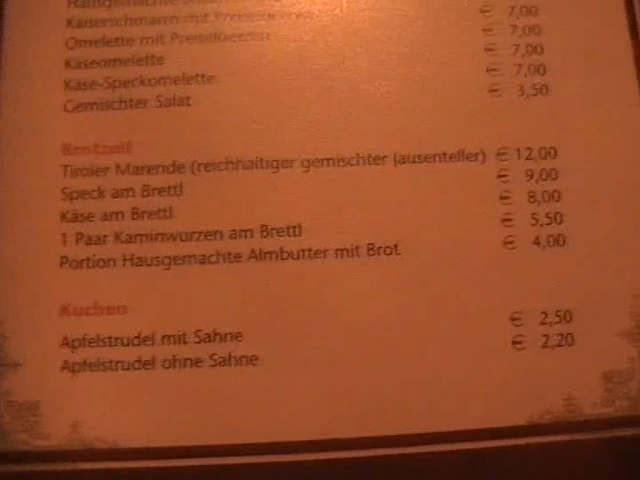 Hausgemachte
Kaiserschmarrn mit Preiselbeeren € 7,00
Omelette mit Preiselbeeren € 7,00
Käseomelette € 7,00
Käse-Speckomelette € 7,00
Gemischter Salat € 3,50
Brotzeit
Tiroler Marende (reichhaltiger gemischter Jausenteller) € 12,00
Speck am Brettl € 9,00
Käse am Brettl € 8,00
1 Paar Kaminwurzen am Brettl € 5,50
Portion Hausgemachte Almbutter mit Brot € 4,00
Kuchen
Apfelstrudel mit Sahne € 2,50
Apfelstrudel ohne Sahne € 2,20